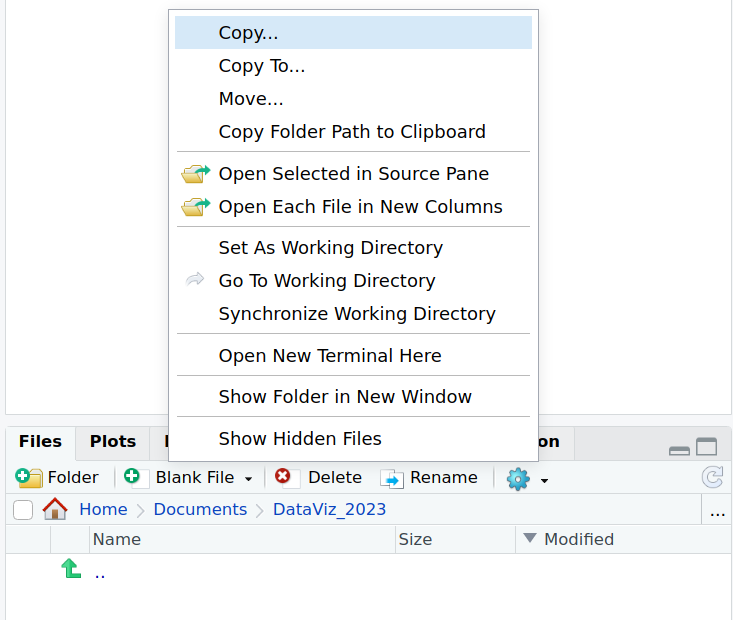 Copy...
Copy To...
Move...
Copy Folder Path to Clipboard
Open Selected in Source Pane
Open Each File in New Columns
Set As Working Directory
Go To Working Directory
Synchronize Working Directory
Open New Terminal Here
Show Folder in New Window
Show Hidden Files
Files Plots on
Folder Blank File Delete Rename
Home Documents DataViz_2023 ...
Name Size Modified
..